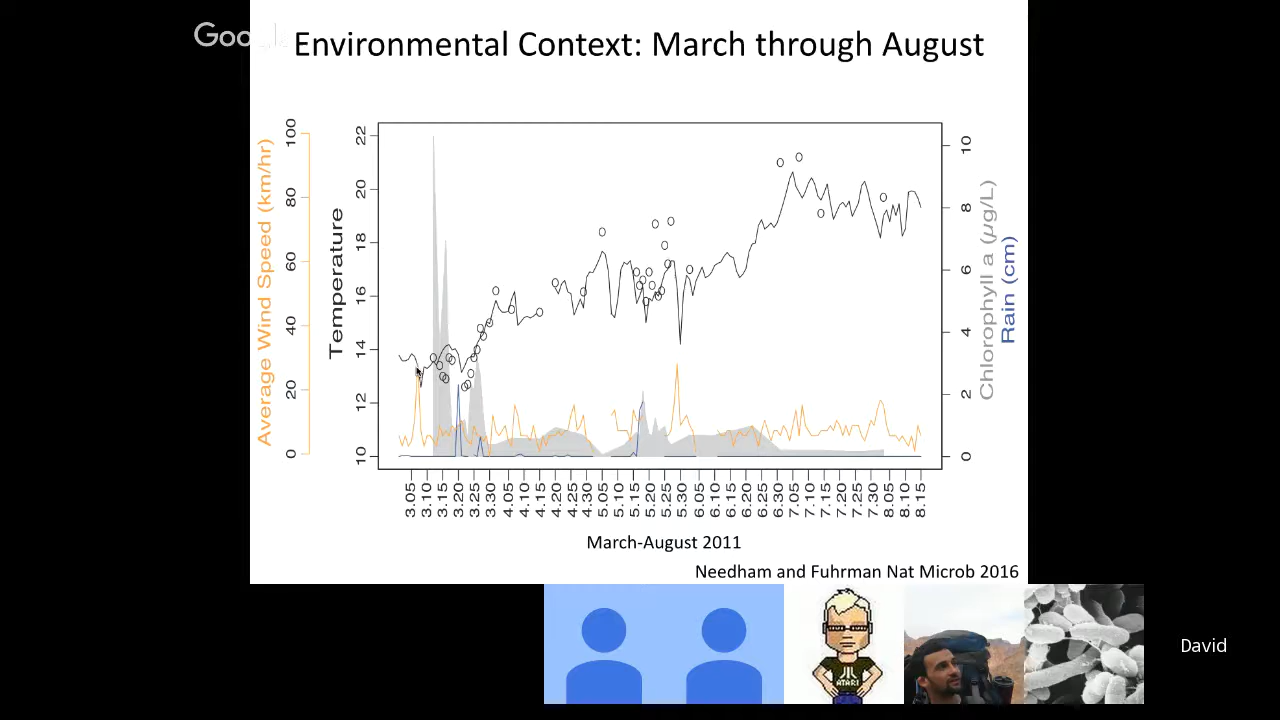 Goo
Environmental Context: March through August
Average Wind Speed (km/hr)
0 20 40 60 80 100
Temperature
10 12 14 16 18 20 22
0 2 4 6 8 10
Chlorophyll a (µg/L)
Rain (cm)
3.05 3.10 3.15 3.20 3.25 3.30 4.05 4.10 4.15 4.20 4.25 4.30 5.05 5.10 5.15 5.20 5.25 5.30 6.05 6.10 6.15 6.20 6.25 6.30 7.05 7.10 7.15 7.20 7.25 7.30 8.05 8.10 8.15
March-August 2011
Needham and Fuhrman Nat Microb 2016
ATARI
David